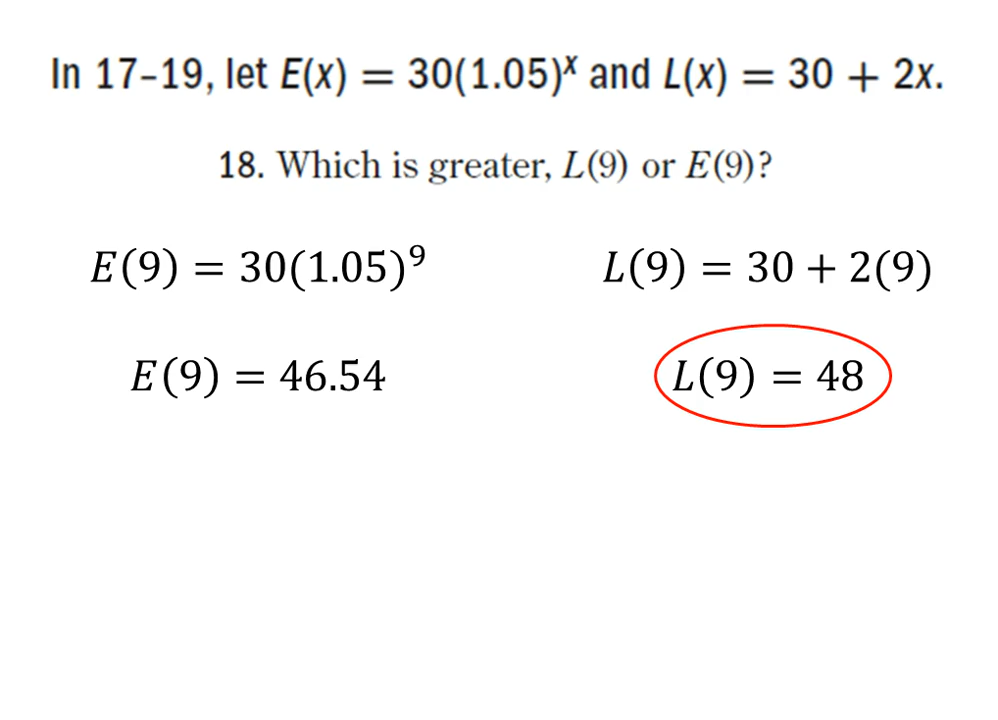 In 17–19, let E(x) = 30(1.05)ˣ and L(x) = 30 + 2x.
18. Which is greater, L(9) or E(9)?
E(9) = 30(1.05)⁹
L(9) = 30 + 2(9)
E(9) = 46.54
L(9) = 48